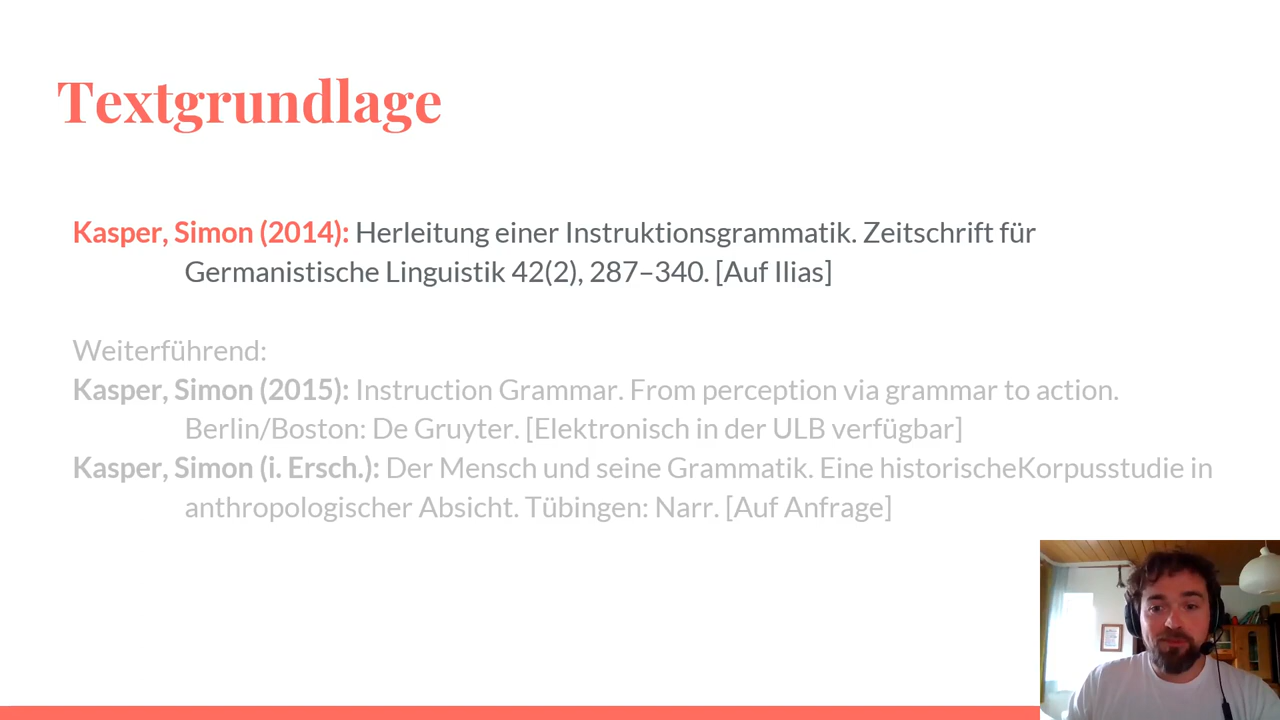 Textgrundlage
Kasper, Simon (2014): Herleitung einer Instruktionsgrammatik. Zeitschrift für
Germanistische Linguistik 42(2), 287–340. [Auf Ilias]
Weiterführend:
Kasper, Simon (2015): Instruction Grammar. From perception via grammar to action.
Berlin/Boston: De Gruyter. [Elektronisch in der ULB verfügbar]
Kasper, Simon (i. Ersch.): Der Mensch und seine Grammatik. Eine historischeKorpusstudie in
anthropologischer Absicht. Tübingen: Narr. [Auf Anfrage]